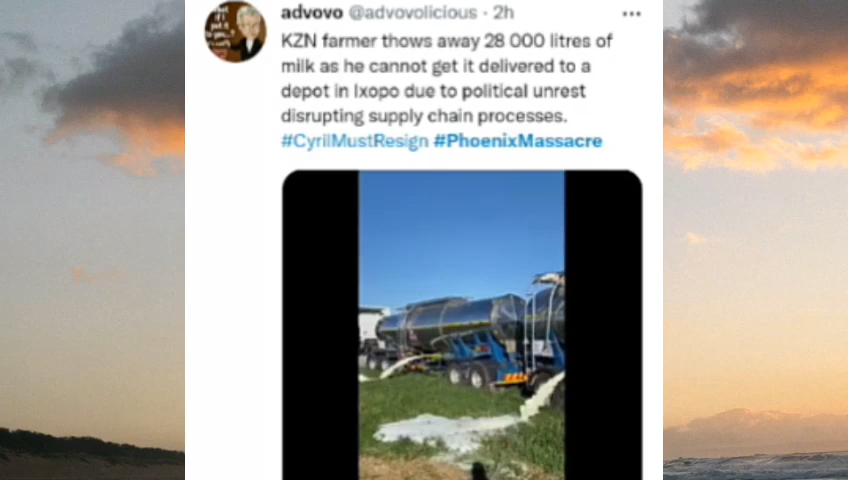 advovo @advovolicious · 2h
KZN farmer thows away 28 000 litres of
milk as he cannot get it delivered to a
depot in Ixopo due to political unrest
disrupting supply chain processes.
#CyrilMustResign #PhoenixMassacre